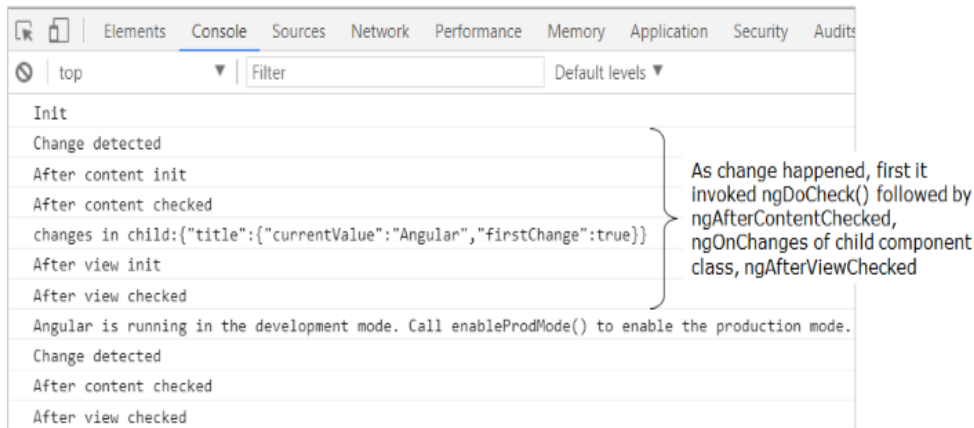 Elements Console Sources Network Performance Memory Application Security Audits
top Filter Default levels
Init
Change detected
After content init
After content checked
changes in child:{"title":{"currentValue":"Angular","firstChange":true}}
After view init
After view checked
Angular is running in the development mode. Call enableProdMode() to enable the production mode.
Change detected
After content checked
After view checked
As change happened, first it
invoked ngDoCheck() followed by
ngAfterContentChecked,
ngOnChanges of child component
class, ngAfterViewChecked